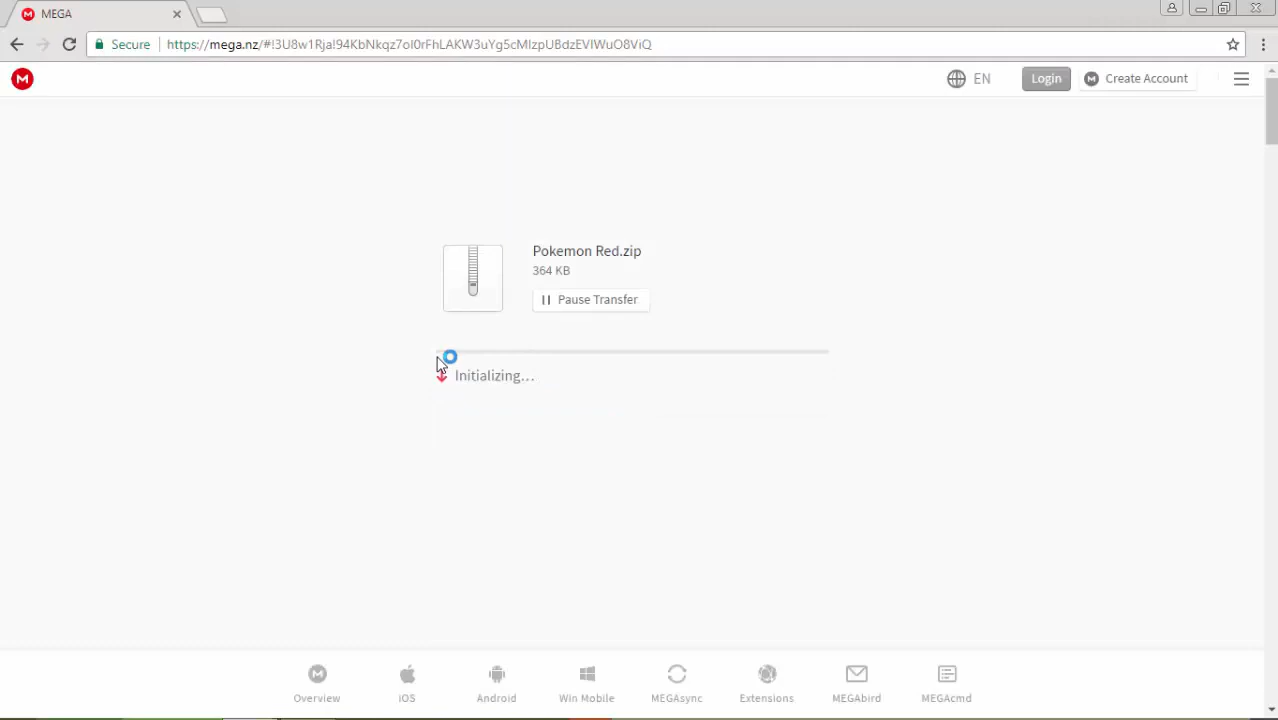 MEGA
Secure https://mega.nz/#!3U8w1Rja!94KbNkqz7oI0rFhLAKW3uYg5cMIzpUBdzEVIWuO8ViQ
EN Login Create Account
Pokemon Red.zip
364 KB
Pause Transfer
Initializing...
Overview iOS Android Win Mobile MEGAsync Extensions MEGAbird MEGAcmd